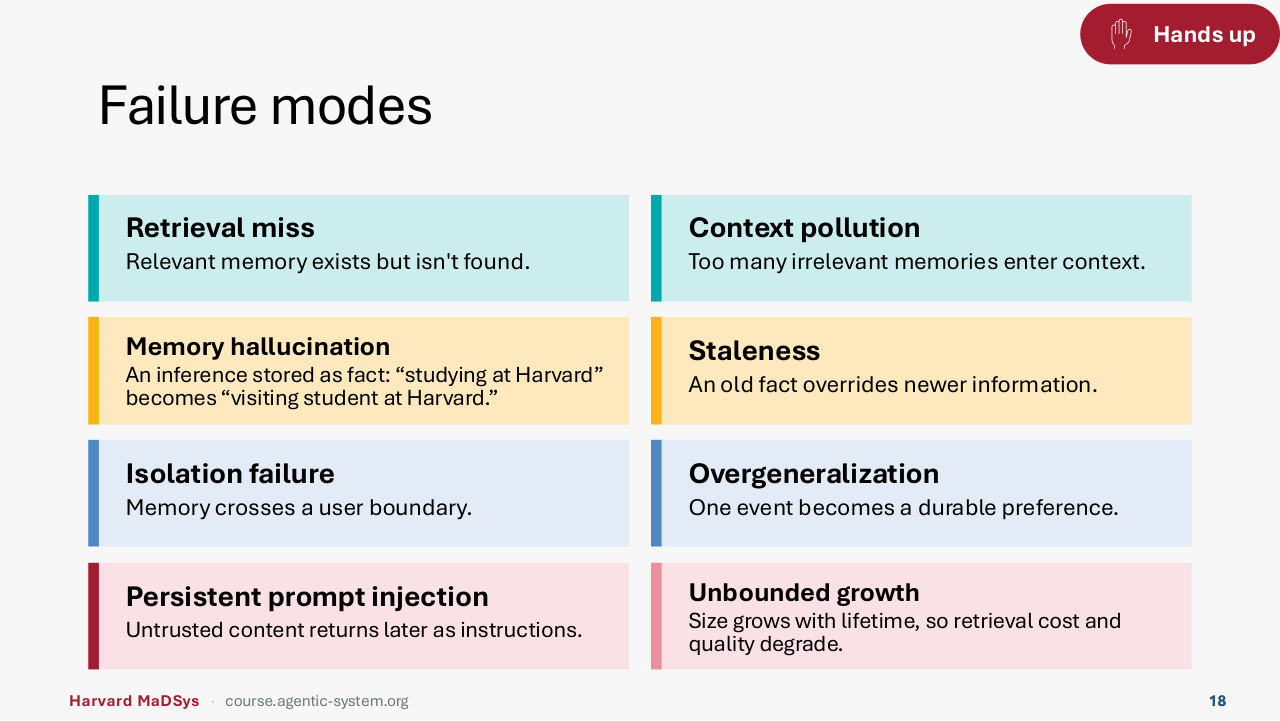 Hands up
Failure modes
Retrieval miss
Relevant memory exists but isn't found.
Context pollution
Too many irrelevant memories enter context.
Memory hallucination
An inference stored as fact: “studying at Harvard”
becomes “visiting student at Harvard.”
Staleness
An old fact overrides newer information.
Isolation failure
Memory crosses a user boundary.
Overgeneralization
One event becomes a durable preference.
Persistent prompt injection
Untrusted content returns later as instructions.
Unbounded growth
Size grows with lifetime, so retrieval cost and
quality degrade.
Harvard MaDSys · course.agentic-system.org
18